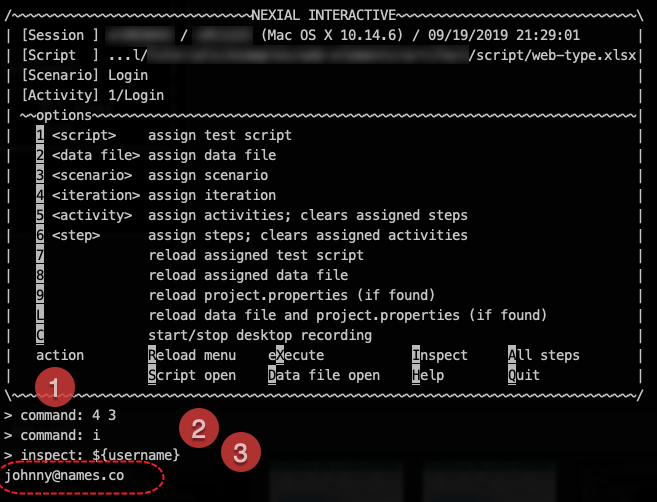 /~~~~~~~~~~~~~~~~~~~~~~~~~~~~~~NEXIAL INTERACTIVE~~~~~~~~~~~~~~~~~~~~~~~~~~~~~~\
| [Session ] / (Mac OS X 10.14.6) / 09/19/2019 21:29:01 |
| [Script ] ...l/ /script/web-type.xlsx|
| [Scenario] Login |
| [Activity] 1/Login |
| ~~options~~~~~~~~~~~~~~~~~~~~~~~~~~~~~~~~~~~~~~~~~~~~~~~~~~~~~~~~~~~~~~~~~~~~|
| 1 <script> assign test script |
| 2 <data file> assign data file |
| 3 <scenario> assign scenario |
| 4 <iteration> assign iteration |
| 5 <activity> assign activities; clears assigned steps |
| 6 <step> assign steps; clears assigned activities |
| 7 reload assigned test script |
| 8 reload assigned data file |
| 9 reload project.properties (if found) |
| L reload data file and project.properties (if found) |
| C start/stop desktop recording |
| action Reload menu eXecute Inspect All steps |
| Script open Data file open Help Quit |
\~~~~~~~~~~~~~~~~~~~~~~~~~~~~~~~~~~~~~~~~~~~~~~~~~~~~~~~~~~~~~~~~~~~~~~~~~~~~~~/
1
> command: 4 3
2
> command: i
3
> inspect: ${username}
johnny@names.co